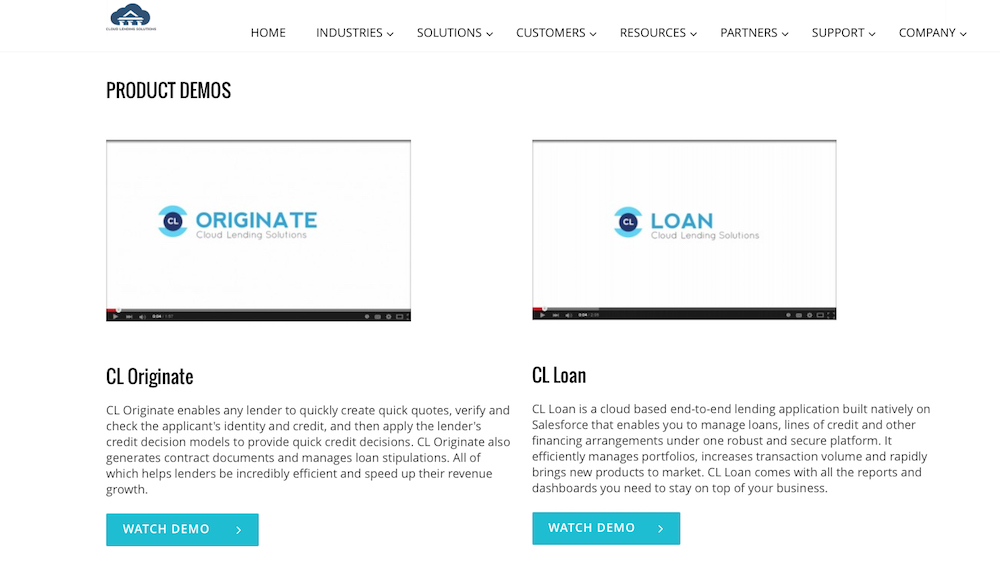 CLOUD LENDING SOLUTIONS
HOME INDUSTRIES SOLUTIONS CUSTOMERS RESOURCES PARTNERS SUPPORT COMPANY
PRODUCT DEMOS
CL ORIGINATE
Cloud Lending Solutions
0:04 / 1:57
CL LOAN
Cloud Lending Solutions
0:04
CL Originate
CL Originate enables any lender to quickly create quick quotes, verify and
check the applicant's identity and credit, and then apply the lender's
credit decision models to provide quick credit decisions. CL Originate also
generates contract documents and manages loan stipulations. All of
which helps lenders be incredibly efficient and speed up their revenue
growth.
WATCH DEMO
CL Loan
CL Loan is a cloud based end-to-end lending application built natively on
Salesforce that enables you to manage loans, lines of credit and other
financing arrangements under one robust and secure platform. It
efficiently manages portfolios, increases transaction volume and rapidly
brings new products to market. CL Loan comes with all the reports and
dashboards you need to stay on top of your business.
WATCH DEMO